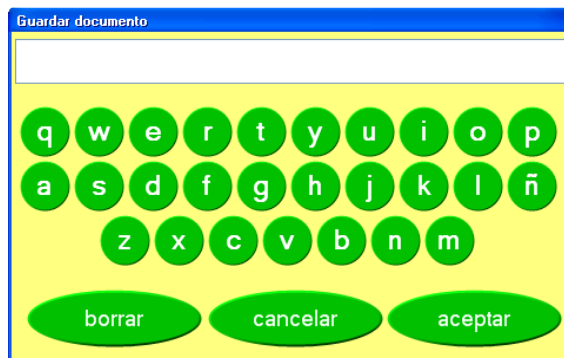 Guardar documento
q w e r t y u i o p
a s d f g h j k l ñ
z x c v b n m
borrar cancelar aceptar